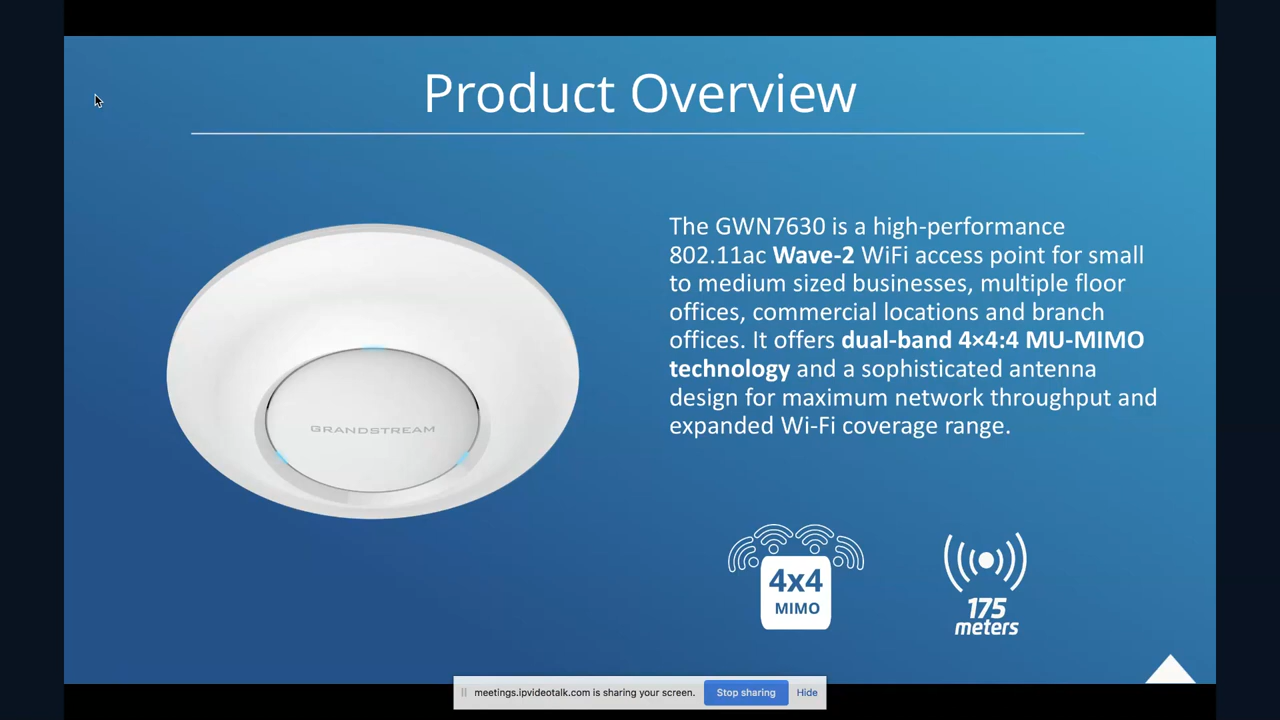 Product Overview
The GWN7630 is a high-performance
802.11ac Wave-2 WiFi access point for small
to medium sized businesses, multiple floor
offices, commercial locations and branch
offices. It offers dual-band 4×4:4 MU-MIMO
technology and a sophisticated antenna
design for maximum network throughput and
expanded Wi-Fi coverage range.
GRANDSTREAM
4x4
MIMO
175
meters
meetings.ipvideotalk.com is sharing your screen. Stop sharing Hide